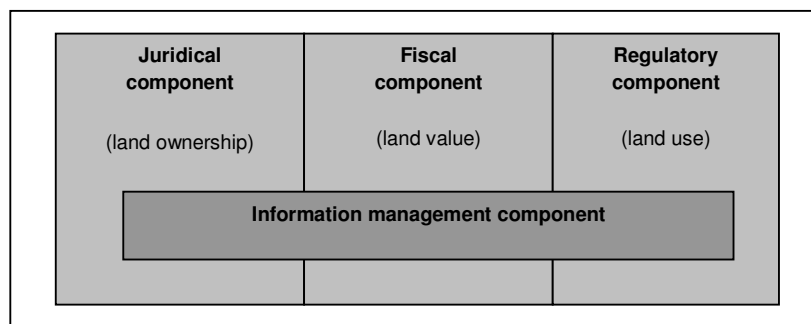 Juridical
component
(land ownership)
Fiscal
component
(land value)
Regulatory
component
(land use)
Information management component